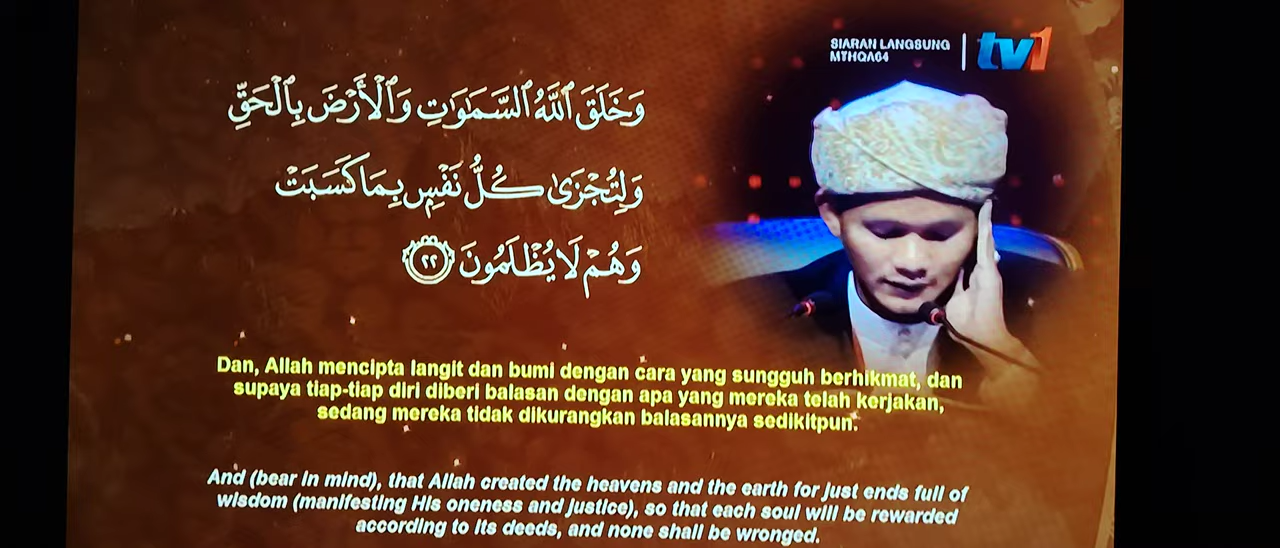 SIARAN LANGSUNG
MTHQA64
tv1
وَخَلَقَ ٱللَّهُ ٱلسَّمَٰوَٰتِ وَٱلْأَرْضَ بِٱلْحَقِّ
وَلِتُجْزَىٰ كُلُّ نَفْسٍۭ بِمَا كَسَبَتْ
وَهُمْ لَا يُظْلَمُونَ ٢٢
Dan, Allah mencipta langit dan bumi dengan cara yang sungguh berhikmat, dan
supaya tiap-tiap diri diberi balasan dengan apa yang mereka telah kerjakan,
sedang mereka tidak dikurangkan balasannya sedikitpun.
And (bear in mind), that Allah created the heavens and the earth for just ends full of
wisdom (manifesting His oneness and justice), so that each soul will be rewarded
according to its deeds, and none shall be wronged.